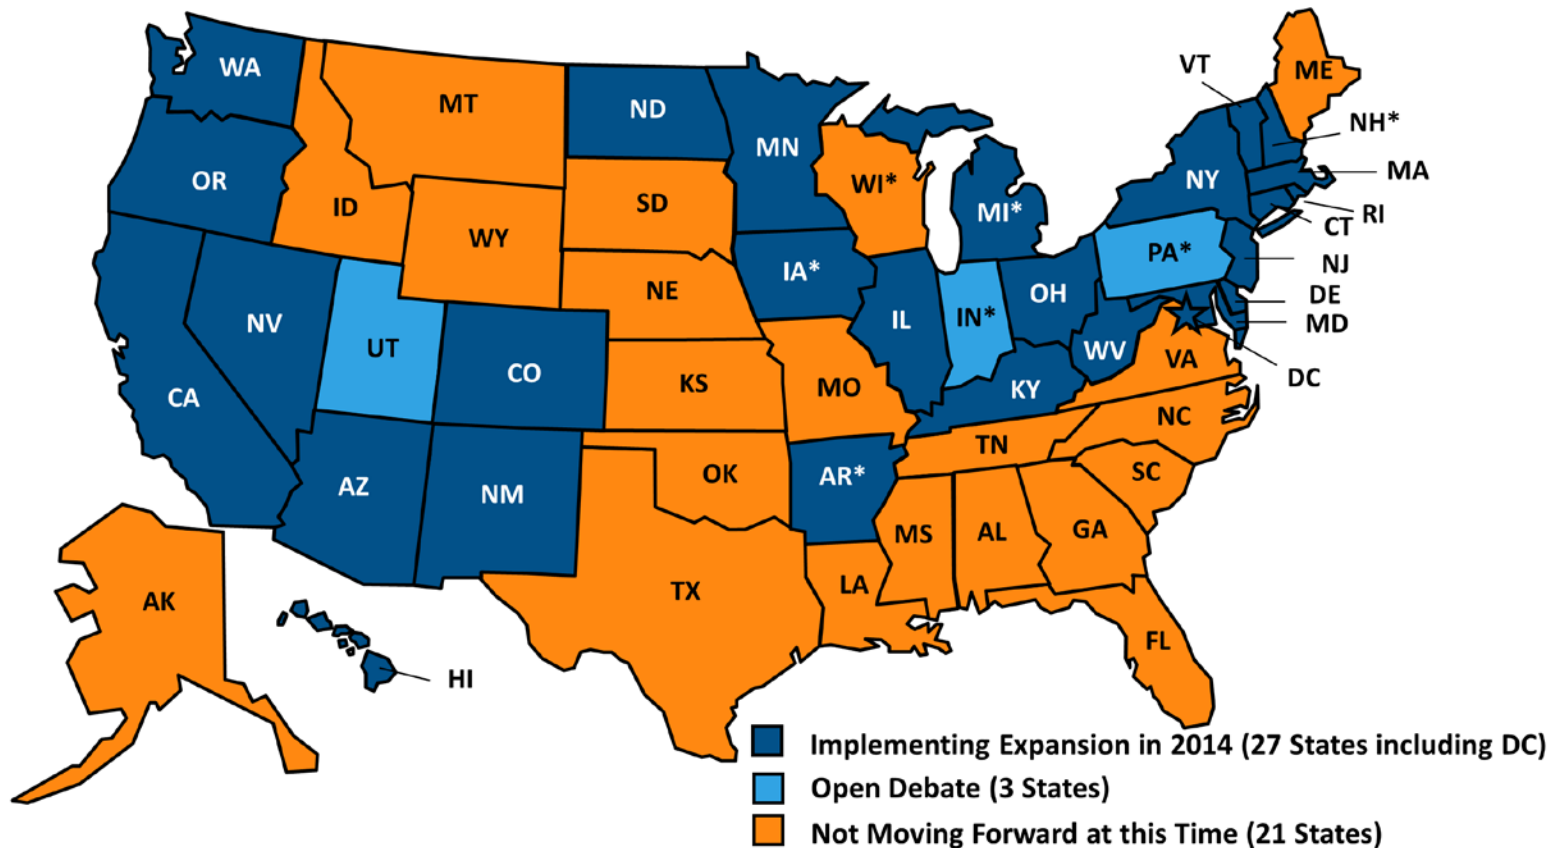 WA
MT
ND
MN
OR
ID
WY
SD
WI*
MI*
NY
VT
ME
NH*
MA
RI
CT
NJ
DE
MD
DC
PA*
NV
UT
CO
NE
IA*
IL
IN*
OH
WV
VA
CA
KS
MO
KY
NC
TN
SC
AZ
NM
OK
AR*
MS
AL
GA
TX
LA
FL
AK
HI
Implementing Expansion in 2014 (27 States including DC)
Open Debate (3 States)
Not Moving Forward at this Time (21 States)